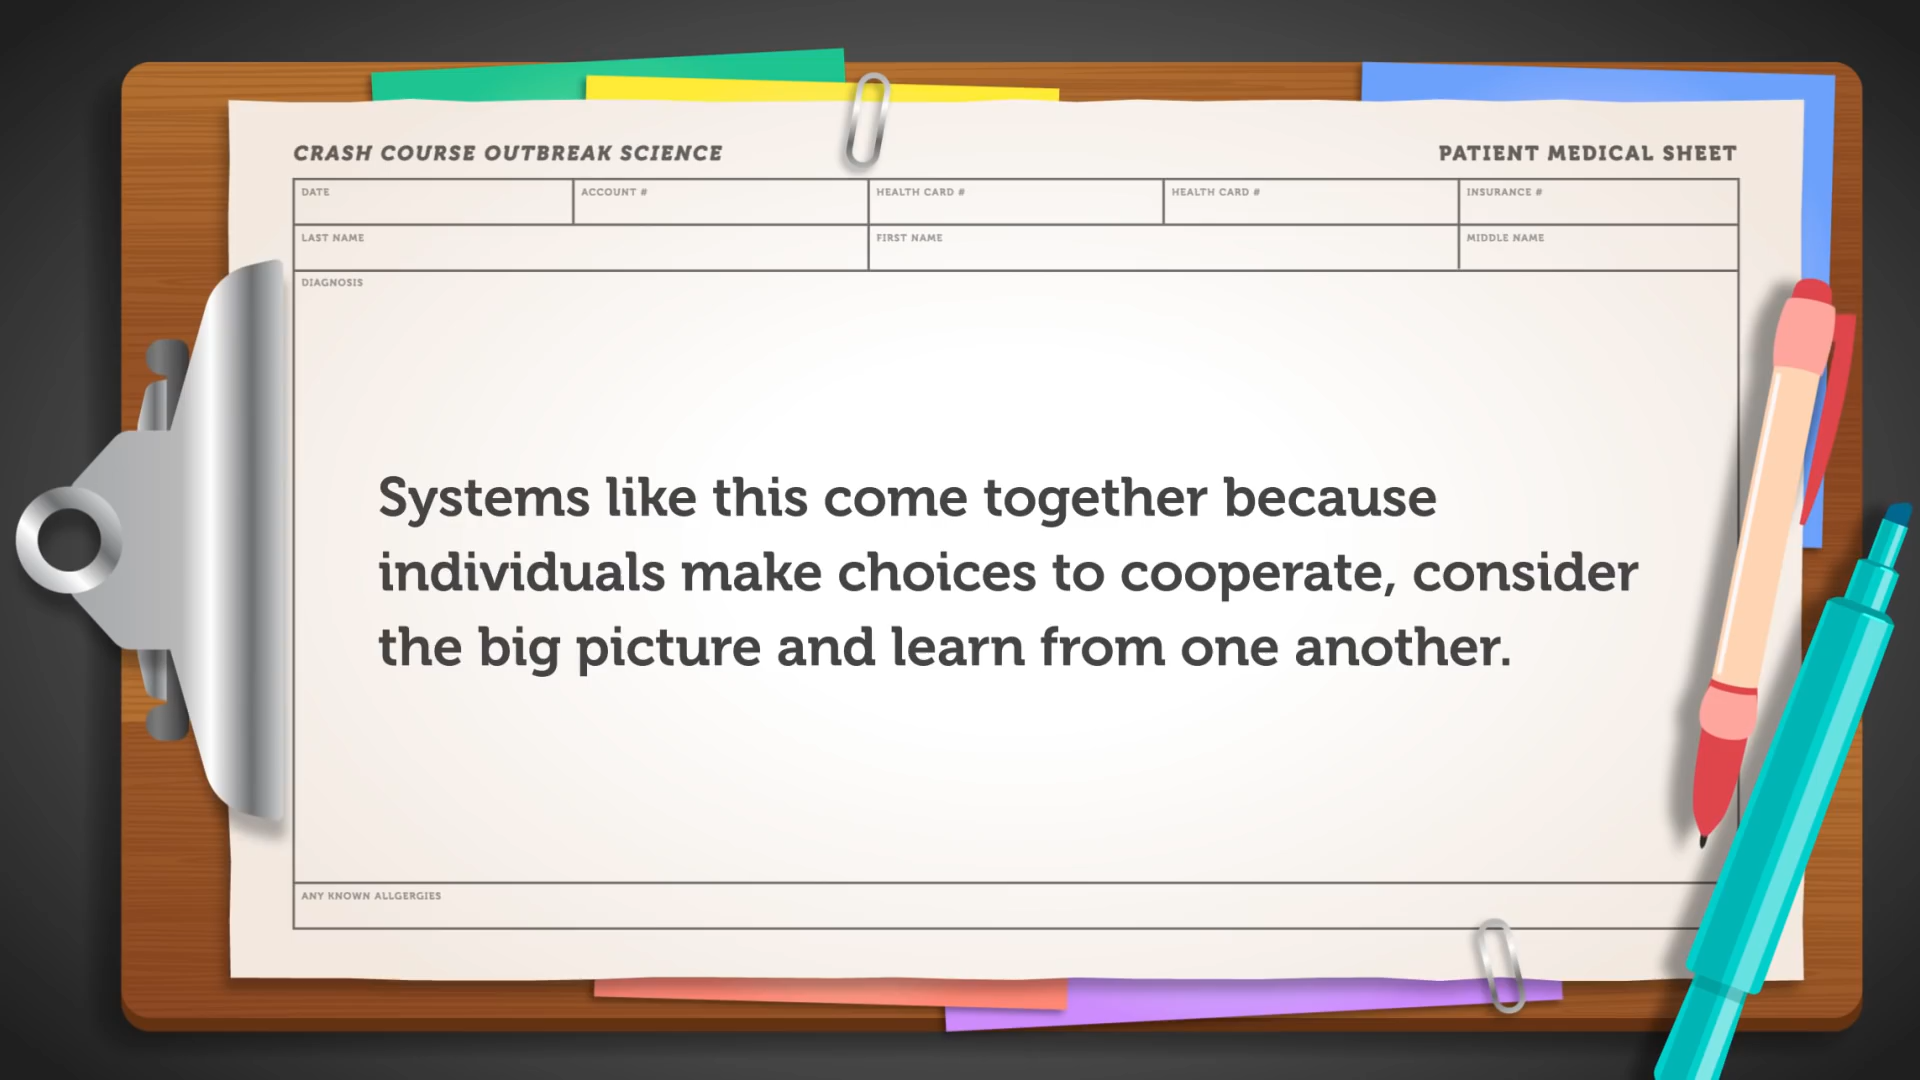 CRASH COURSE OUTBREAK SCIENCE
PATIENT MEDICAL SHEET
DATE
ACCOUNT #
HEALTH CARD #
HEALTH CARD #
INSURANCE #
LAST NAME
FIRST NAME
MIDDLE NAME
DIAGNOSIS
Systems like this come together because
individuals make choices to cooperate, consider
the big picture and learn from one another.
ANY KNOWN ALLGERGIES